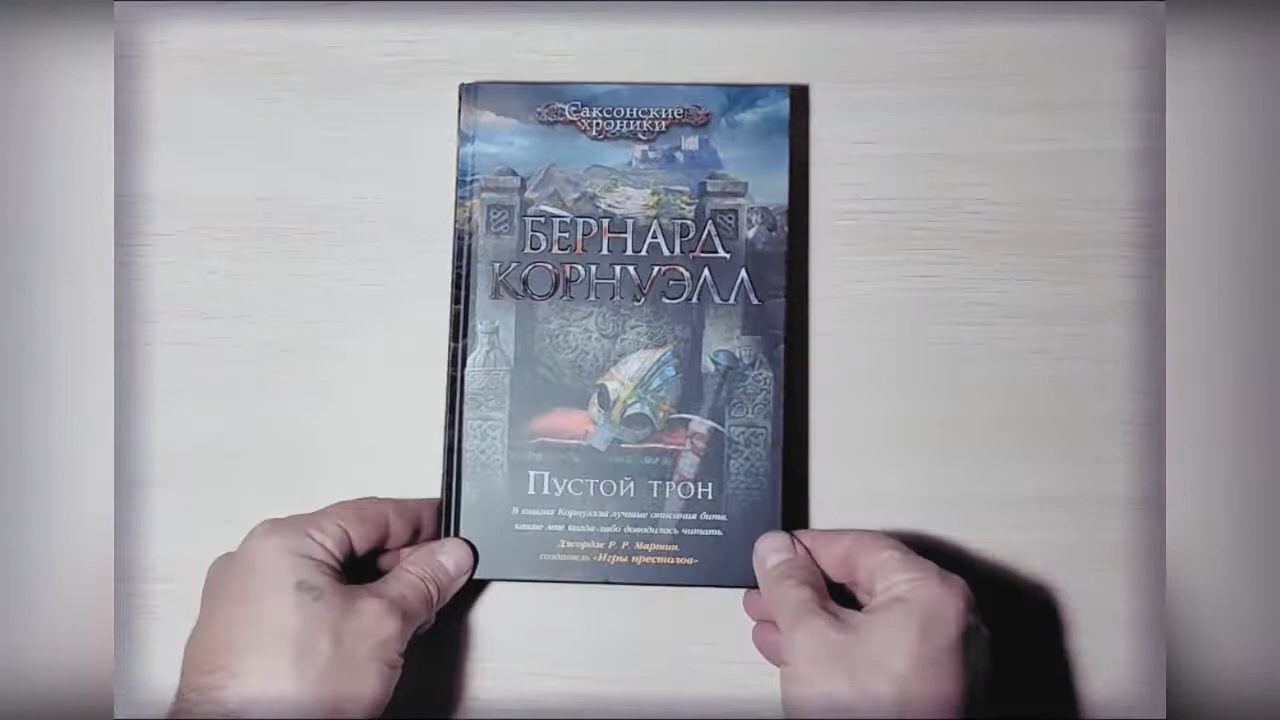 Саксонские
хроники
БЕРНАРД
КОРНУЭЛЛ
Пустой трон
В книгах Корнуэлла лучшие описания битв,
какие мне когда-либо доводилось читать.
Джордж Р. Р. Мартин,
создатель «Игры престолов»